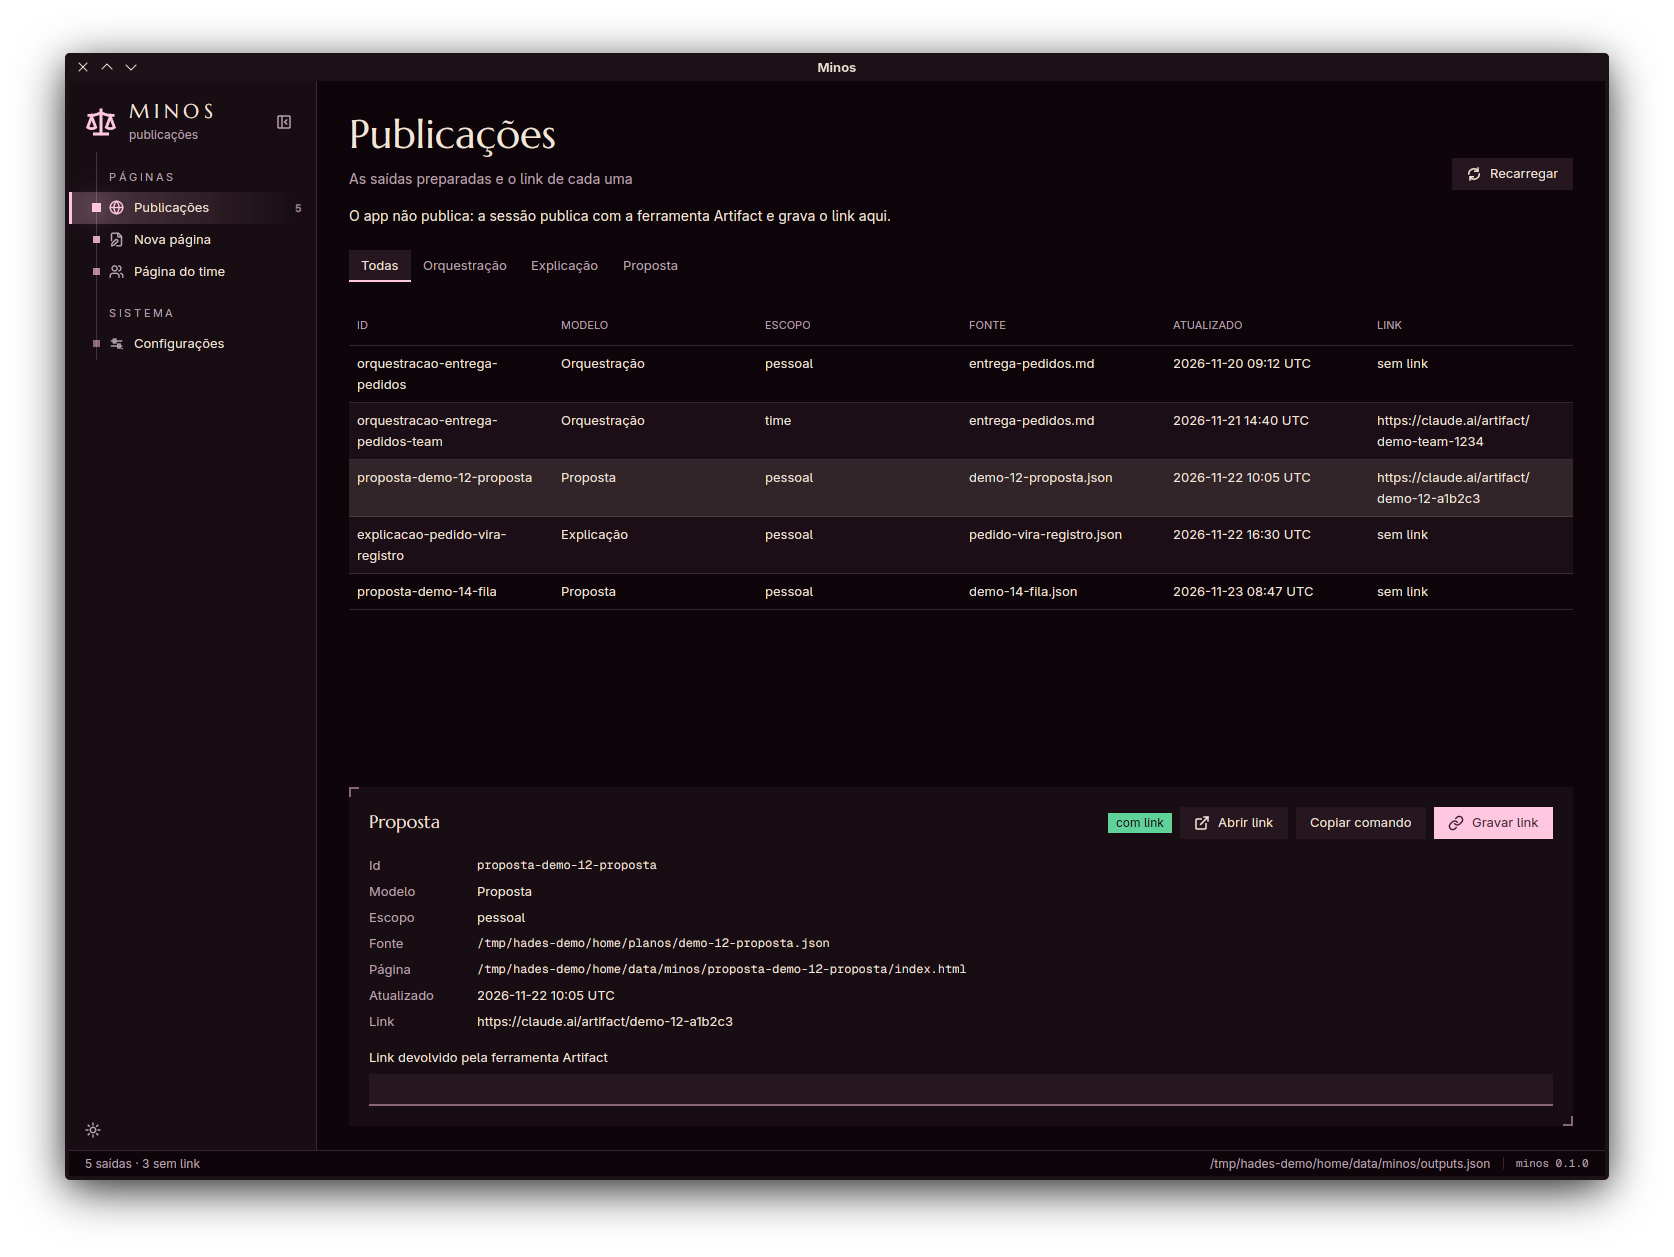 Minos
MINOS
publicações
PÁGINAS
Publicações 5
Nova página
Página do time
SISTEMA
Configurações
Publicações
As saídas preparadas e o link de cada uma
Recarregar
O app não publica: a sessão publica com a ferramenta Artifact e grava o link aqui.
Todas Orquestração Explicação Proposta
ID MODELO ESCOPO FONTE ATUALIZADO LINK
orquestracao-entrega-pedidos Orquestração pessoal entrega-pedidos.md 2026-11-20 09:12 UTC sem link
orquestracao-entrega-pedidos-team Orquestração time entrega-pedidos.md 2026-11-21 14:40 UTC https://claude.ai/artifact/demo-team-1234
proposta-demo-12-proposta Proposta pessoal demo-12-proposta.json 2026-11-22 10:05 UTC https://claude.ai/artifact/demo-12-a1b2c3
explicacao-pedido-vira-registro Explicação pessoal pedido-vira-registro.json 2026-11-22 16:30 UTC sem link
proposta-demo-14-fila Proposta pessoal demo-14-fila.json 2026-11-23 08:47 UTC sem link
Proposta
com link Abrir link Copiar comando Gravar link
Id proposta-demo-12-proposta
Modelo Proposta
Escopo pessoal
Fonte /tmp/hades-demo/home/planos/demo-12-proposta.json
Página /tmp/hades-demo/home/data/minos/proposta-demo-12-proposta/index.html
Atualizado 2026-11-22 10:05 UTC
Link https://claude.ai/artifact/demo-12-a1b2c3
Link devolvido pela ferramenta Artifact
5 saídas · 3 sem link
/tmp/hades-demo/home/data/minos/outputs.json
minos 0.1.0